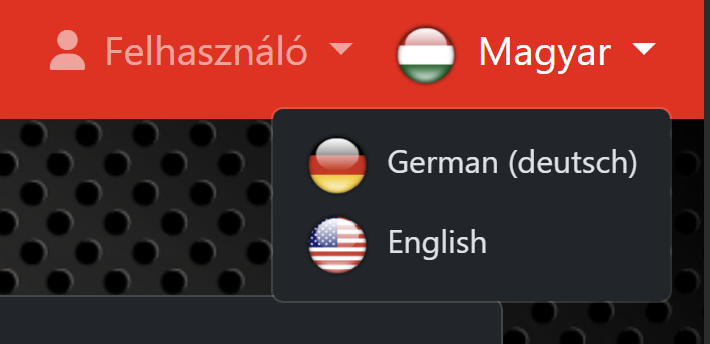 Felhasználó Magyar
German (deutsch)
English